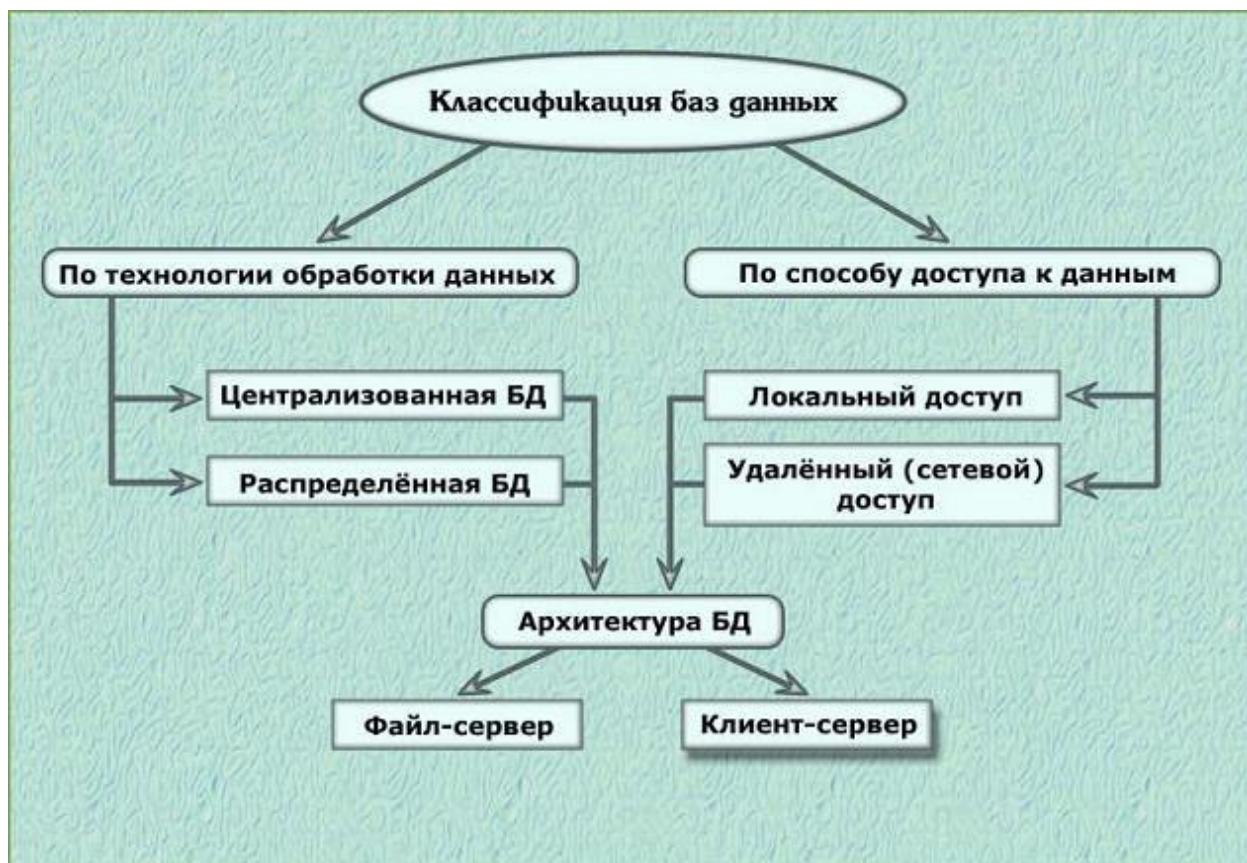 Классификация баз данных
По технологии обработки данных
По способу доступа к данным
Централизованная БД
Локальный доступ
Распределённая БД
Удалённый (сетевой)
доступ
Архитектура БД
Файл-сервер
Клиент-сервер